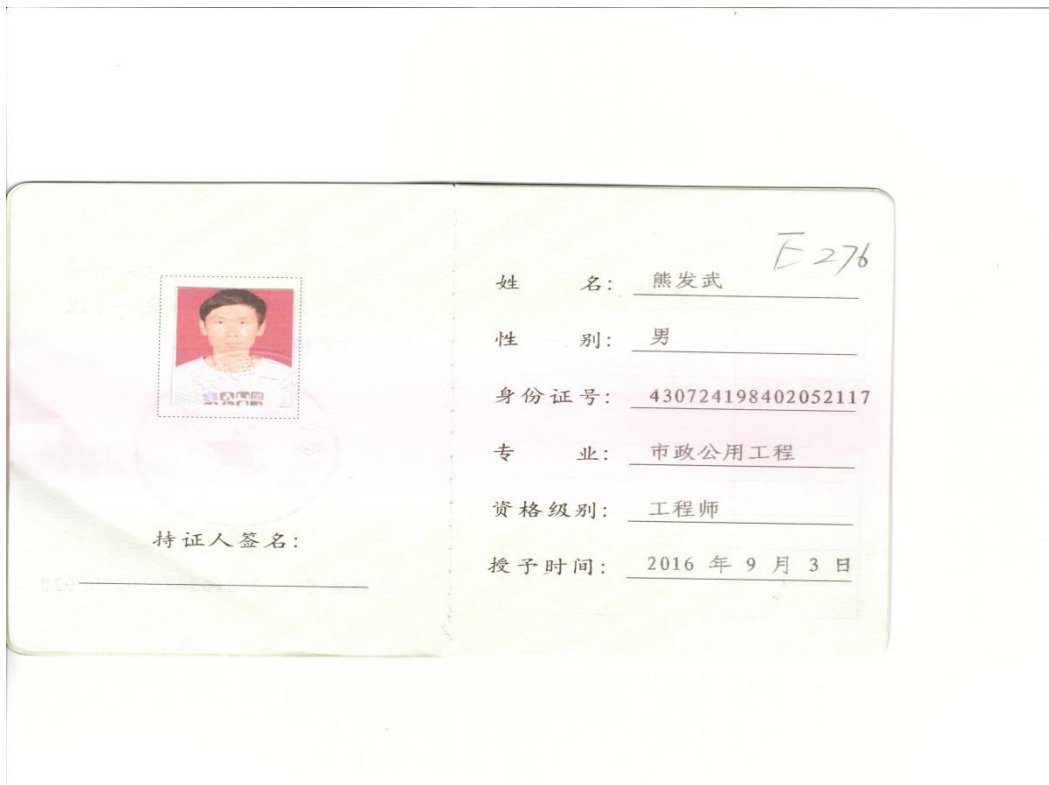 E276
姓 名: 熊发武
性 别: 男
身份证号: 430724198402052117
专 业: 市政公用工程
资格级别: 工程师
授予时间: 2016 年 9 月 3 日
持证人签名: